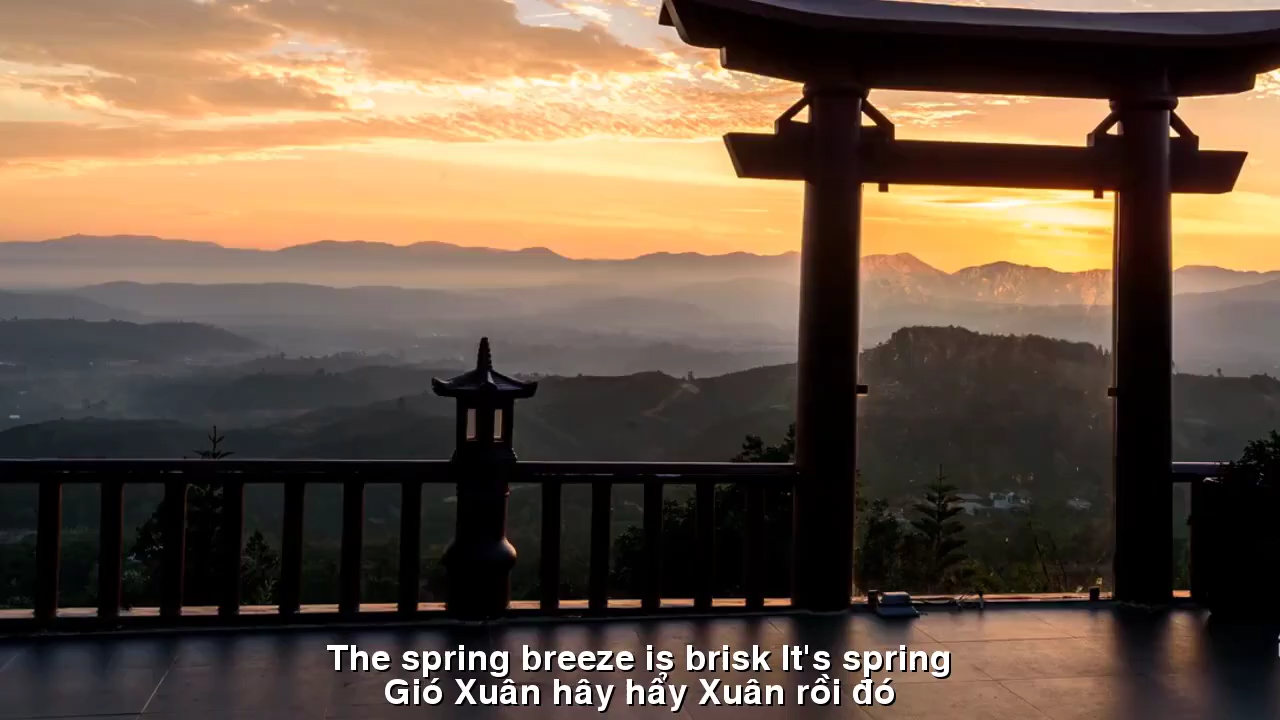 The spring breeze is brisk It's spring
Gió Xuân hây hẩy Xuân rồi đó